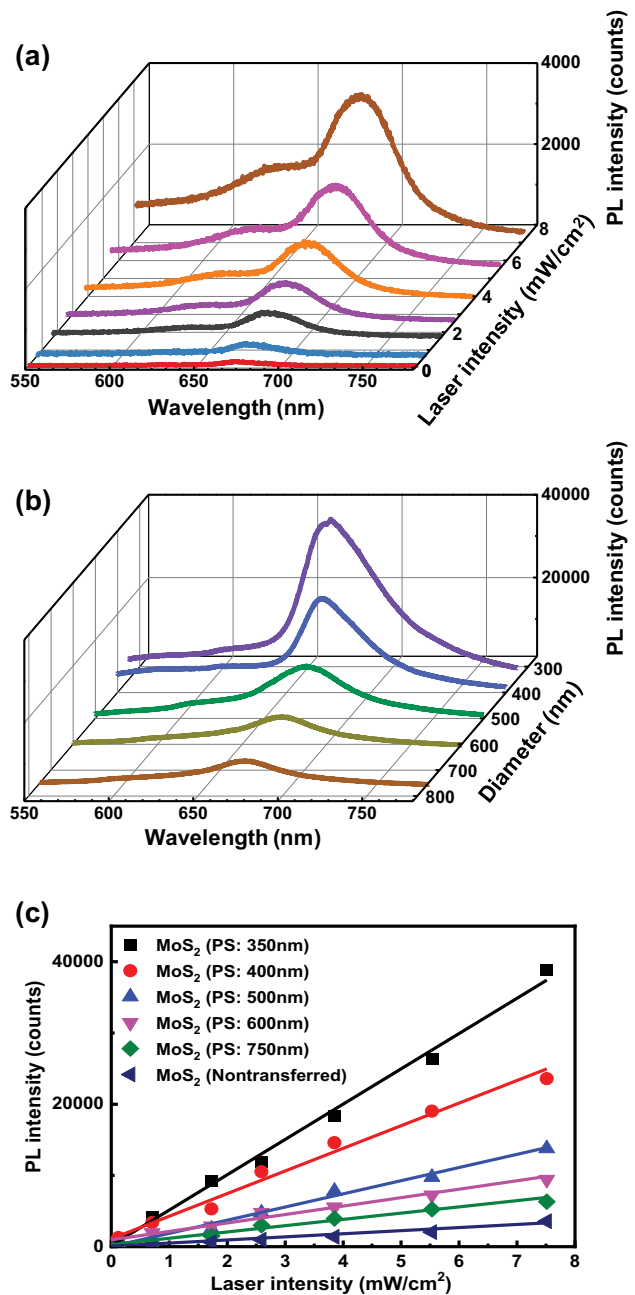 (a)
4000
2000
PL intensity (counts)
8
6
4
2
0
Laser intensity (mW/cm²)
550
600
650
700
750
Wavelength (nm)
(b)
40000
20000
PL intensity (counts)
300
400
500
600
700
800
Diameter (nm)
550
600
650
700
750
Wavelength (nm)
(c)
MoS₂ (PS: 350nm)
MoS₂ (PS: 400nm)
MoS₂ (PS: 500nm)
MoS₂ (PS: 600nm)
MoS₂ (PS: 750nm)
MoS₂ (Nontransferred)
40000
20000
0
PL intensity (counts)
0 1 2 3 4 5 6 7 8
Laser intensity (mW/cm²)